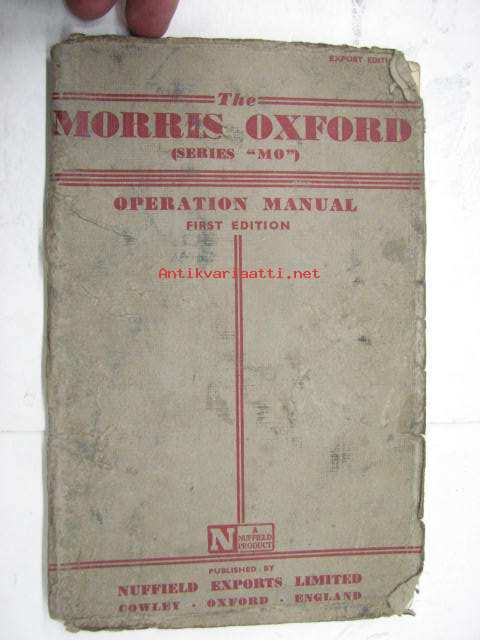 EXPORT EDITI
The
MORRIS OXFORD
(SERIES "MO")
OPERATION MANUAL
FIRST EDITION
Antikvariaatti.net
N
A
NUFFIELD
PRODUCT
PUBLISHED BY
NUFFIELD EXPORTS LIMITED
COWLEY · OXFORD · ENGLAND